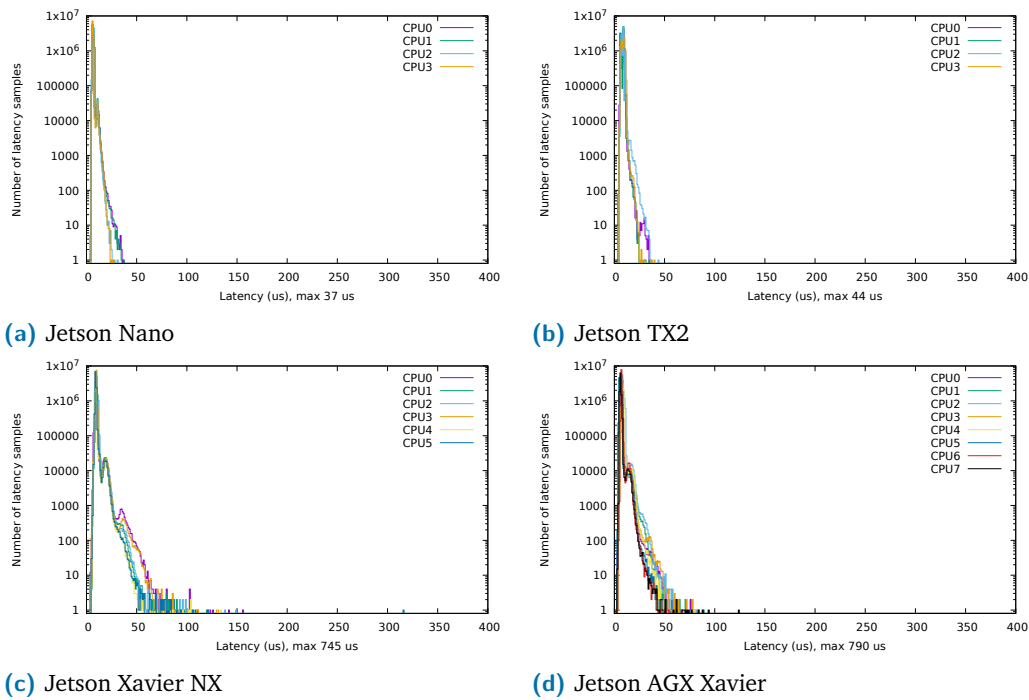 1x10^7
1x10^6
100000
10000
1000
100
10
1
0 50 100 150 200 250 300 350 400
Number of latency samples
Latency (us), max 37 us
CPU0
CPU1
CPU2
CPU3
(a) Jetson Nano
1x10^7
1x10^6
100000
10000
1000
100
10
1
0 50 100 150 200 250 300 350 400
Number of latency samples
Latency (us), max 44 us
CPU0
CPU1
CPU2
CPU3
(b) Jetson TX2
1x10^7
1x10^6
100000
10000
1000
100
10
1
0 50 100 150 200 250 300 350 400
Number of latency samples
Latency (us), max 745 us
CPU0
CPU1
CPU2
CPU3
CPU4
CPU5
(c) Jetson Xavier NX
1x10^7
1x10^6
100000
10000
1000
100
10
1
0 50 100 150 200 250 300 350 400
Number of latency samples
Latency (us), max 790 us
CPU0
CPU1
CPU2
CPU3
CPU4
CPU5
CPU6
CPU7
(d) Jetson AGX Xavier